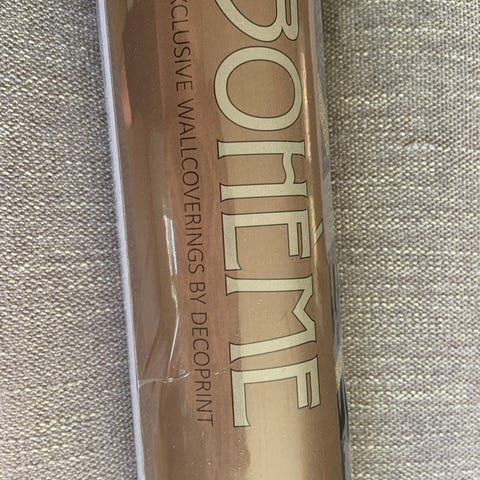 BOHÈME
XCLUSIVE WALLCOVERINGS BY DECOPRINT